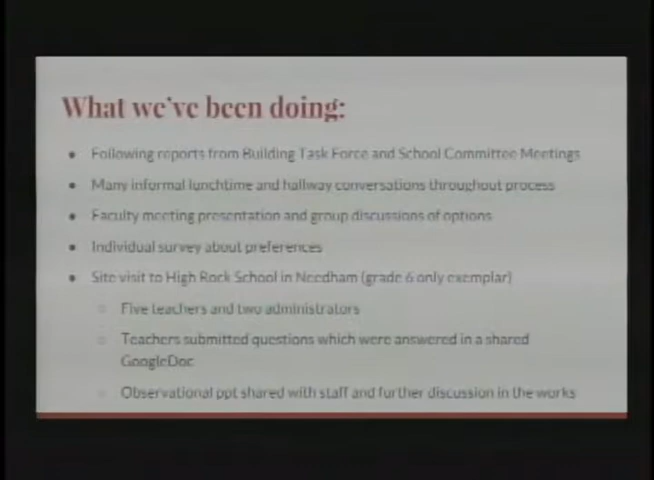 What we've been doing:
Following reports from Building Task Force and School Committee Meetings
Many informal lunchtime and hallway conversations throughout process
Faculty meeting presentation and group discussions of options
Individual survey about preferences
Site visit to High Rock School in Needham (grade 6 only exemplar)
Five teachers and two administrators
Teachers submitted questions which were answered in a shared
GoogleDoc
Observational ppt shared with staff and further discussion in the works